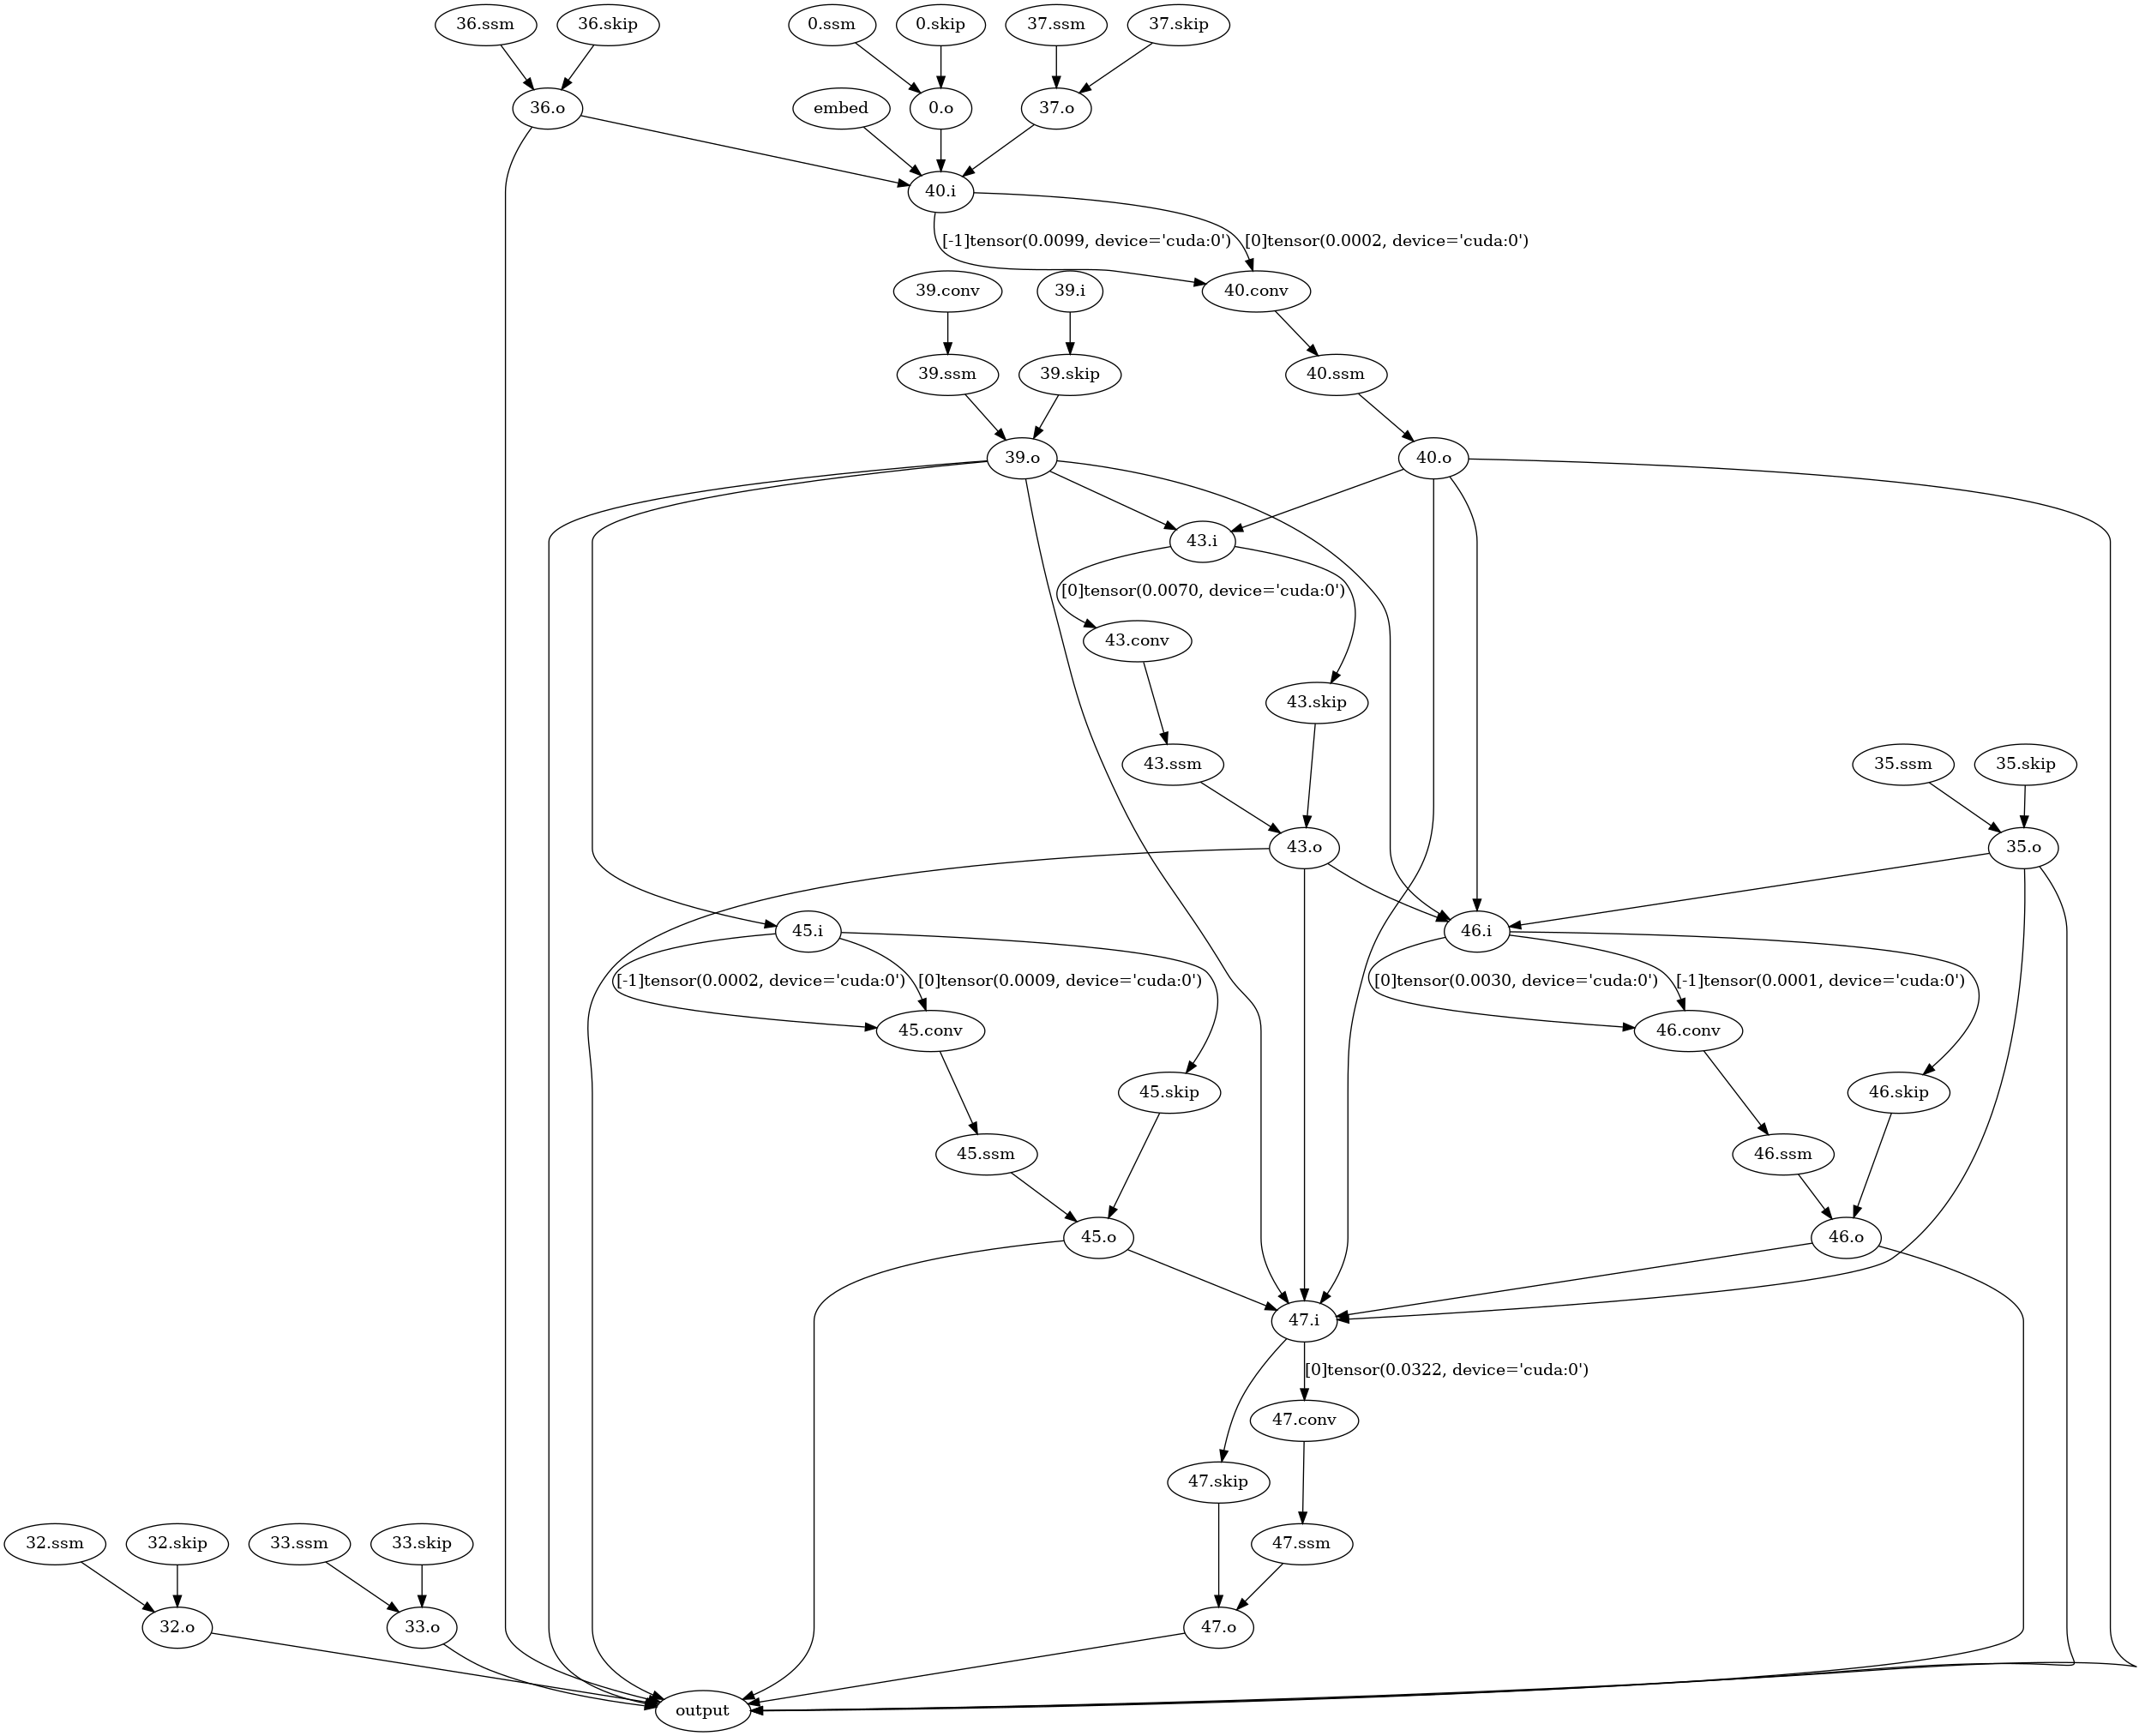 36.ssm
36.skip
0.ssm
0.skip
37.ssm
37.skip
36.o
embed
0.o
37.o
40.i
[-1]tensor(0.0099, device='cuda:0')
[0]tensor(0.0002, device='cuda:0')
39.conv
39.i
40.conv
39.ssm
39.skip
40.ssm
39.o
40.o
43.i
[0]tensor(0.0070, device='cuda:0')
43.conv
43.skip
43.ssm
35.ssm
35.skip
43.o
35.o
45.i
46.i
[-1]tensor(0.0002, device='cuda:0')
[0]tensor(0.0009, device='cuda:0')
[0]tensor(0.0030, device='cuda:0')
[-1]tensor(0.0001, device='cuda:0')
45.conv
46.conv
45.skip
46.skip
45.ssm
46.ssm
45.o
46.o
47.i
[0]tensor(0.0322, device='cuda:0')
47.conv
47.skip
32.ssm
32.skip
33.ssm
33.skip
47.ssm
32.o
33.o
47.o
output